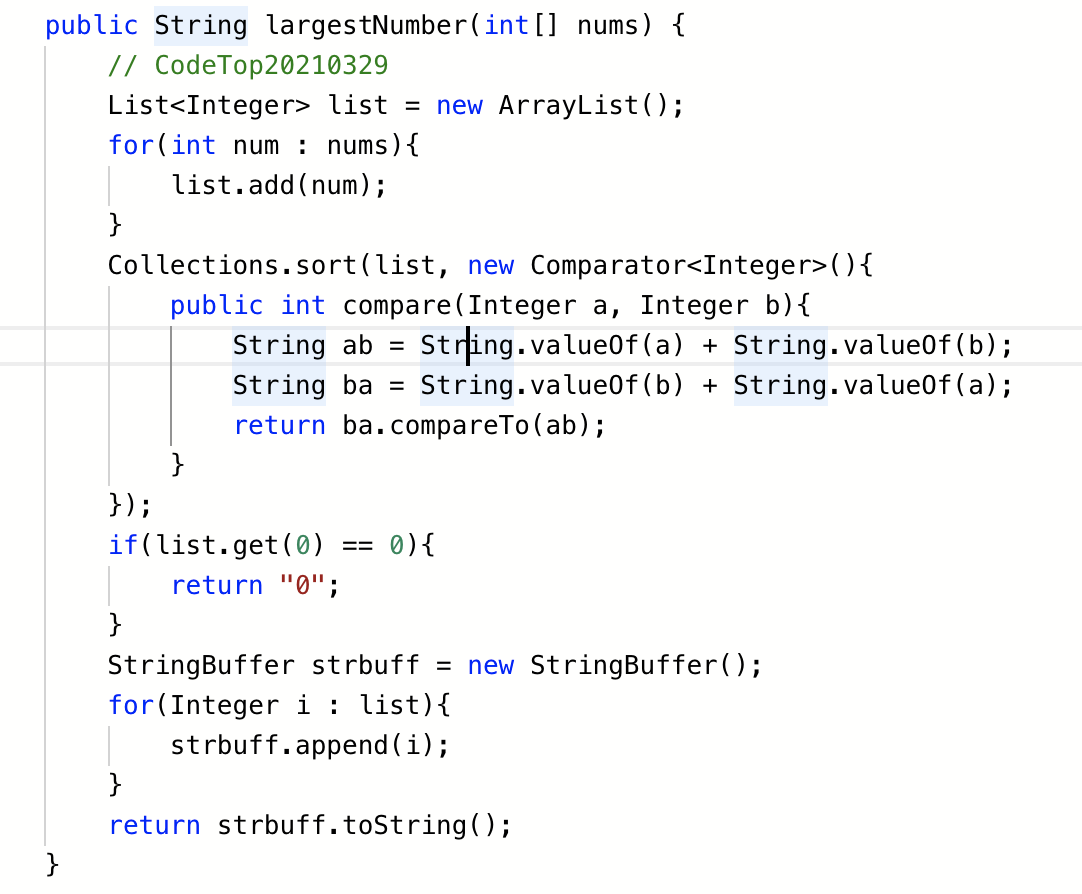 public String largestNumber(int[] nums) {
    // CodeTop20210329
    List<Integer> list = new ArrayList();
    for(int num : nums){
        list.add(num);
    }
    Collections.sort(list, new Comparator<Integer>(){
        public int compare(Integer a, Integer b){
            String ab = String.valueOf(a) + String.valueOf(b);
            String ba = String.valueOf(b) + String.valueOf(a);
            return ba.compareTo(ab);
        }
    });
    if(list.get(0) == 0){
        return "0";
    }
    StringBuffer strbuff = new StringBuffer();
    for(Integer i : list){
        strbuff.append(i);
    }
    return strbuff.toString();
}